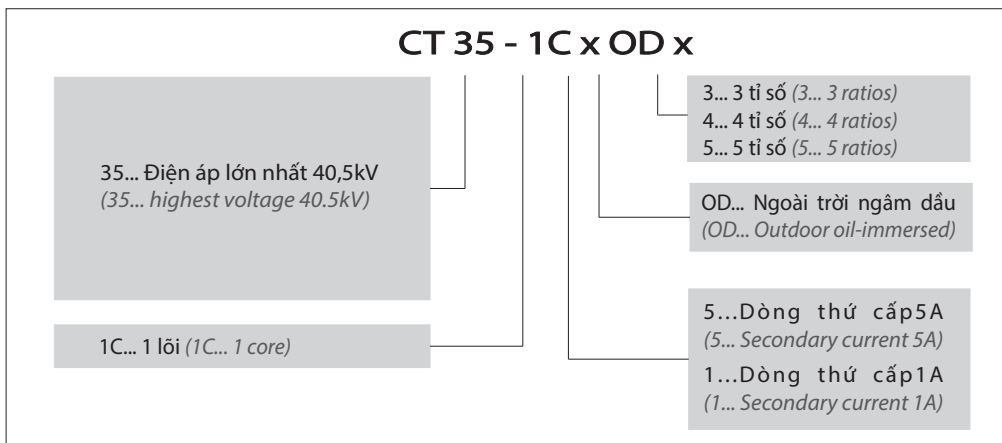 CT 35 - 1C x OD x
35... Điện áp lớn nhất 40,5kV
(35... highest voltage 40.5kV)
1C... 1 lõi (1C... 1 core)
3... 3 tỉ số (3... 3 ratios)
4... 4 tỉ số (4... 4 ratios)
5... 5 tỉ số (5... 5 ratios)
OD... Ngoài trời ngâm dầu
(OD... Outdoor oil-immersed)
5...Dòng thứ cấp5A
(5... Secondary current 5A)
1...Dòng thứ cấp1A
(1... Secondary current 1A)